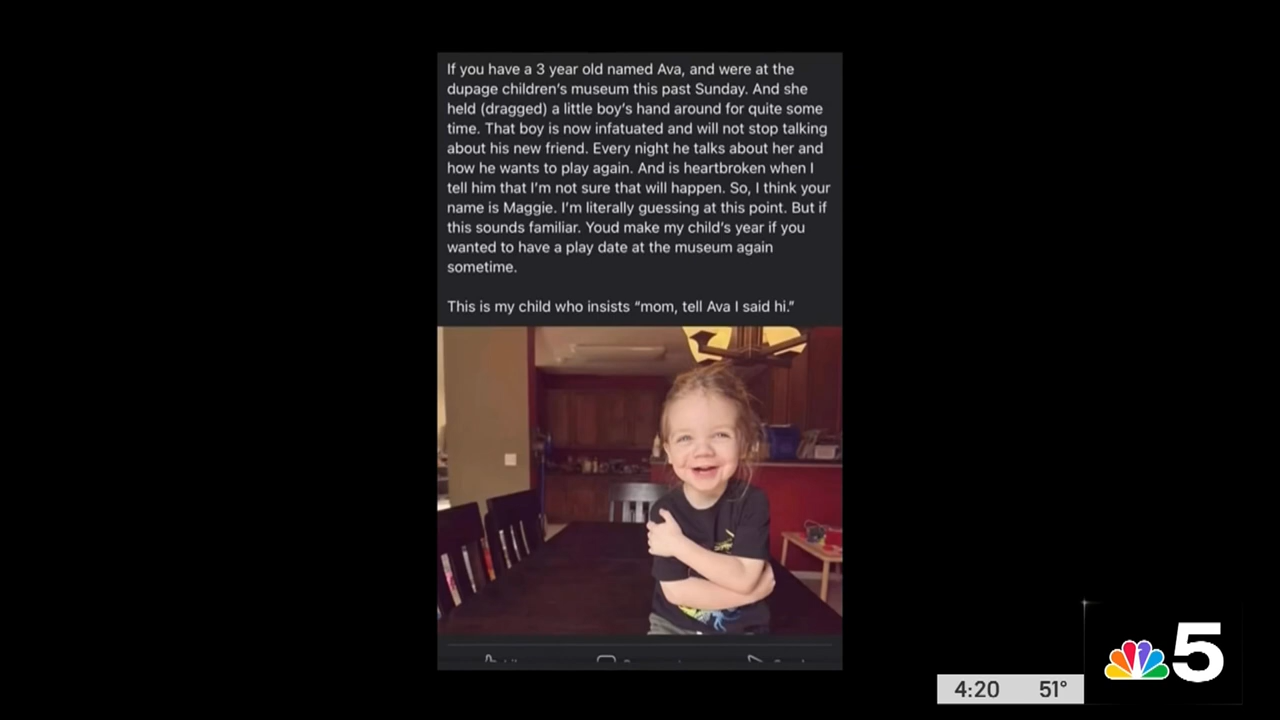 If you have a 3 year old named Ava, and were at the
dupage children's museum this past Sunday. And she
held (dragged) a little boy's hand around for quite some
time. That boy is now infatuated and will not stop talking
about his new friend. Every night he talks about her and
how he wants to play again. And is heartbroken when I
tell him that I'm not sure that will happen. So, I think your
name is Maggie. I'm literally guessing at this point. But if
this sounds familiar. Youd make my child's year if you
wanted to have a play date at the museum again
sometime.
This is my child who insists “mom, tell Ava I said hi.”
4:20 51°
5